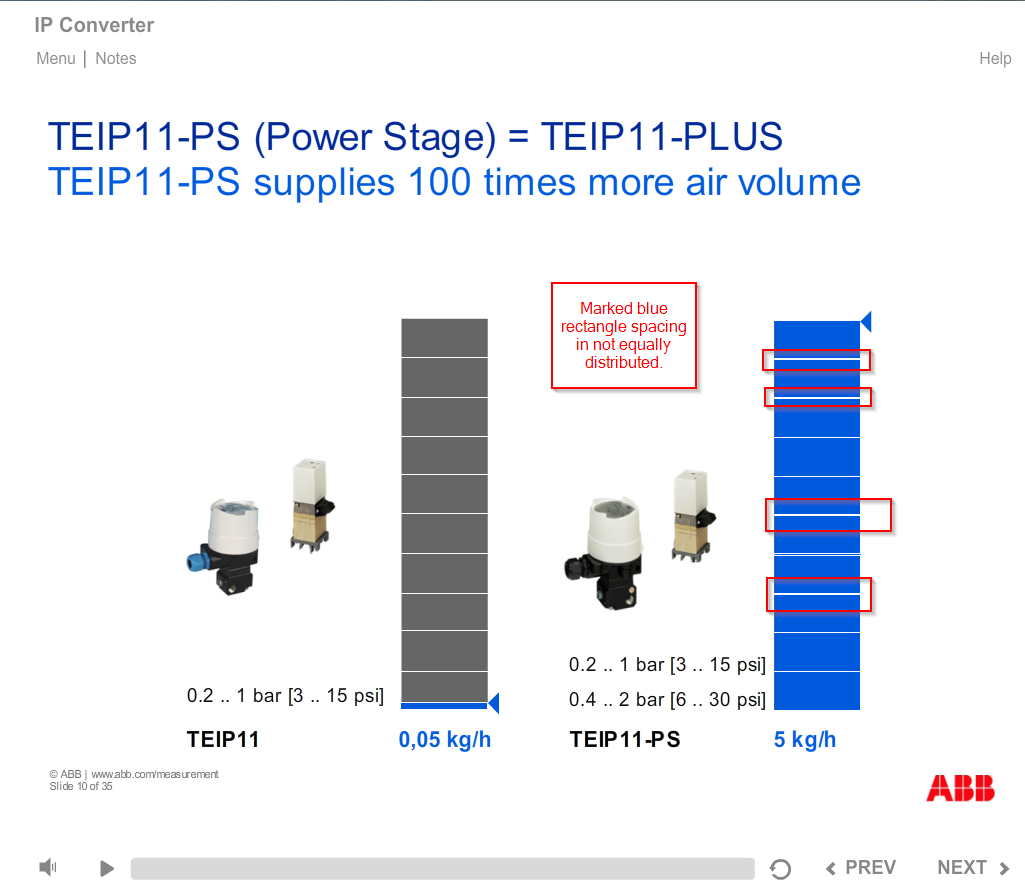 IP Converter
Menu | Notes
Help
TEIP11-PS (Power Stage) = TEIP11-PLUS
TEIP11-PS supplies 100 times more air volume
Marked blue
rectangle spacing
in not equally
distributed.
0.2 .. 1 bar [3 .. 15 psi]
0.4 .. 2 bar [6 .. 30 psi]
0.2 .. 1 bar [3 .. 15 psi]
TEIP11
0,05 kg/h
TEIP11-PS
5 kg/h
© ABB | www.abb.com/measurement
Slide 10 of 35
ABB
PREV
NEXT